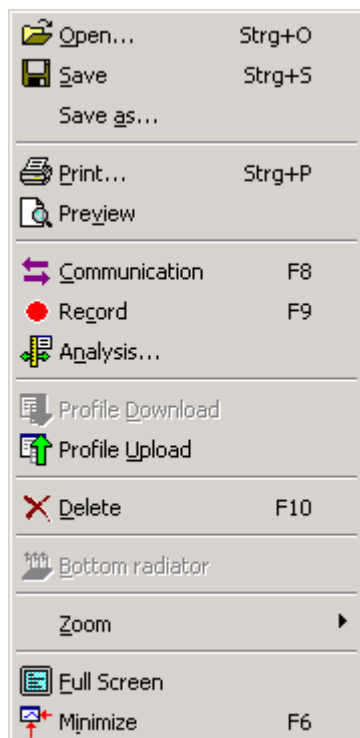 Open... Strg+O
Save Strg+S
Save as...
Print... Strg+P
Preview
Communication F8
Record F9
Analysis...
Profile Download
Profile Upload
Delete F10
Bottom radiator
Zoom
Full Screen
Minimize F6